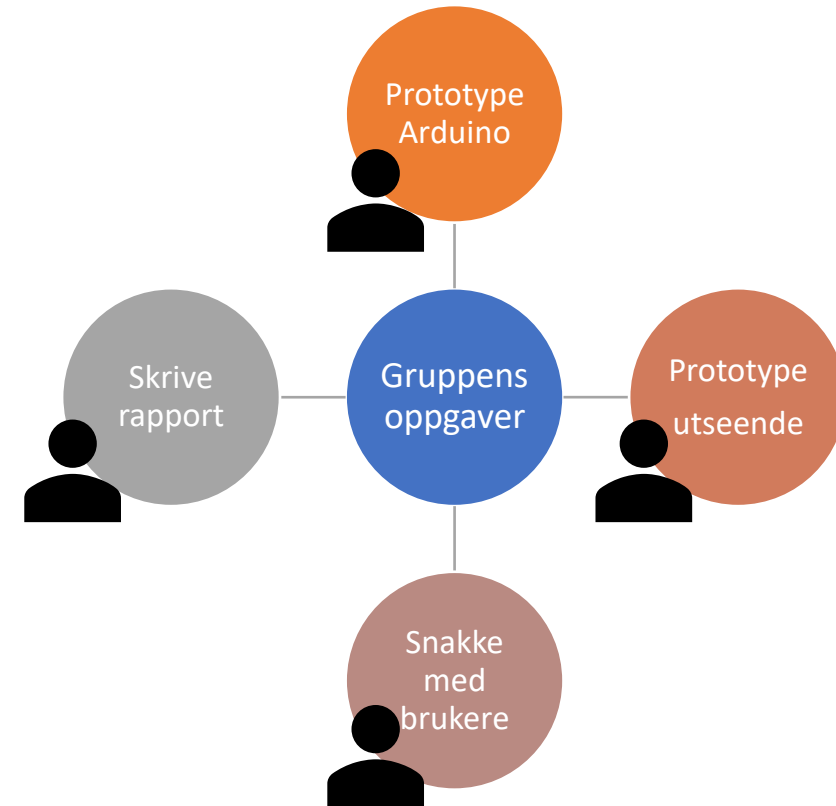 Prototype
Arduino
Skrive
rapport
Gruppens
oppgaver
Prototype
utseende
Snakke
med
brukere